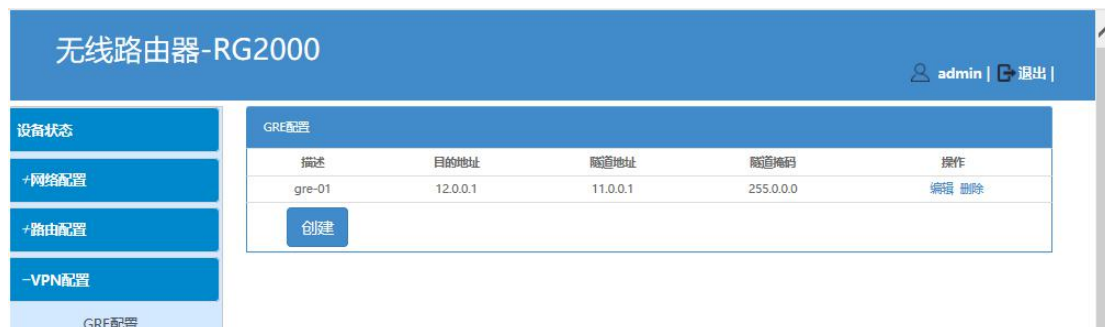 无线路由器-RG2000
admin | 退出 |
设备状态
+网络配置
+路由配置
-VPN配置
GRE配置
GRE配置
描述 目的地址 隧道地址 隧道掩码 操作
gre-01 12.0.0.1 11.0.0.1 255.0.0.0 编辑 删除
创建